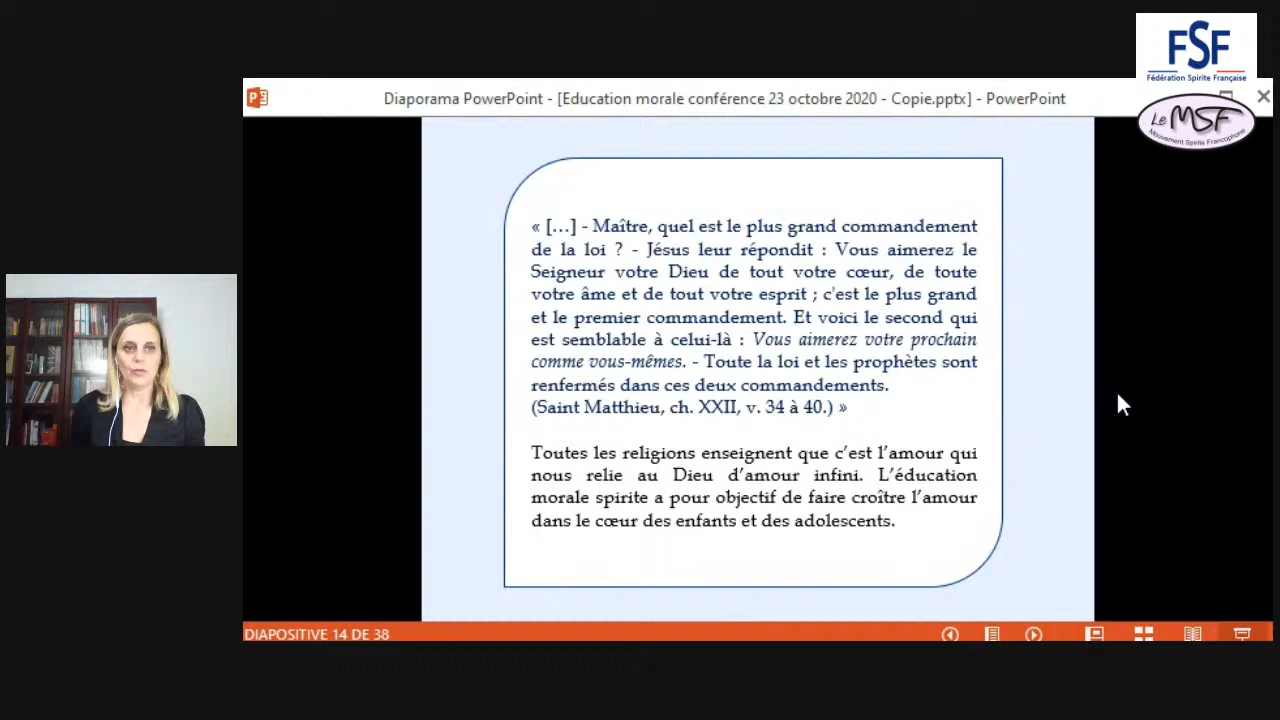 FSF
Fédération Spirite Française
Diaporama PowerPoint - [Education morale conférence 23 octobre 2020 - Copie.pptx] - PowerPoint
Le MSF
Mouvement Spirite Francophone
« [...] - Maître, quel est le plus grand commandement
de la loi ? - Jésus leur répondit : Vous aimerez le
Seigneur votre Dieu de tout votre cœur, de toute
votre âme et de tout votre esprit ; c'est le plus grand
et le premier commandement. Et voici le second qui
est semblable à celui-là : Vous aimerez votre prochain
comme vous-mêmes. - Toute la loi et les prophètes sont
renfermés dans ces deux commandements.
(Saint Matthieu, ch. XXII, v. 34 à 40.) »
Toutes les religions enseignent que c’est l’amour qui
nous relie au Dieu d’amour infini. L’éducation
morale spirite a pour objectif de faire croître l’amour
dans le cœur des enfants et des adolescents.
DIAPOSITIVE 14 DE 38